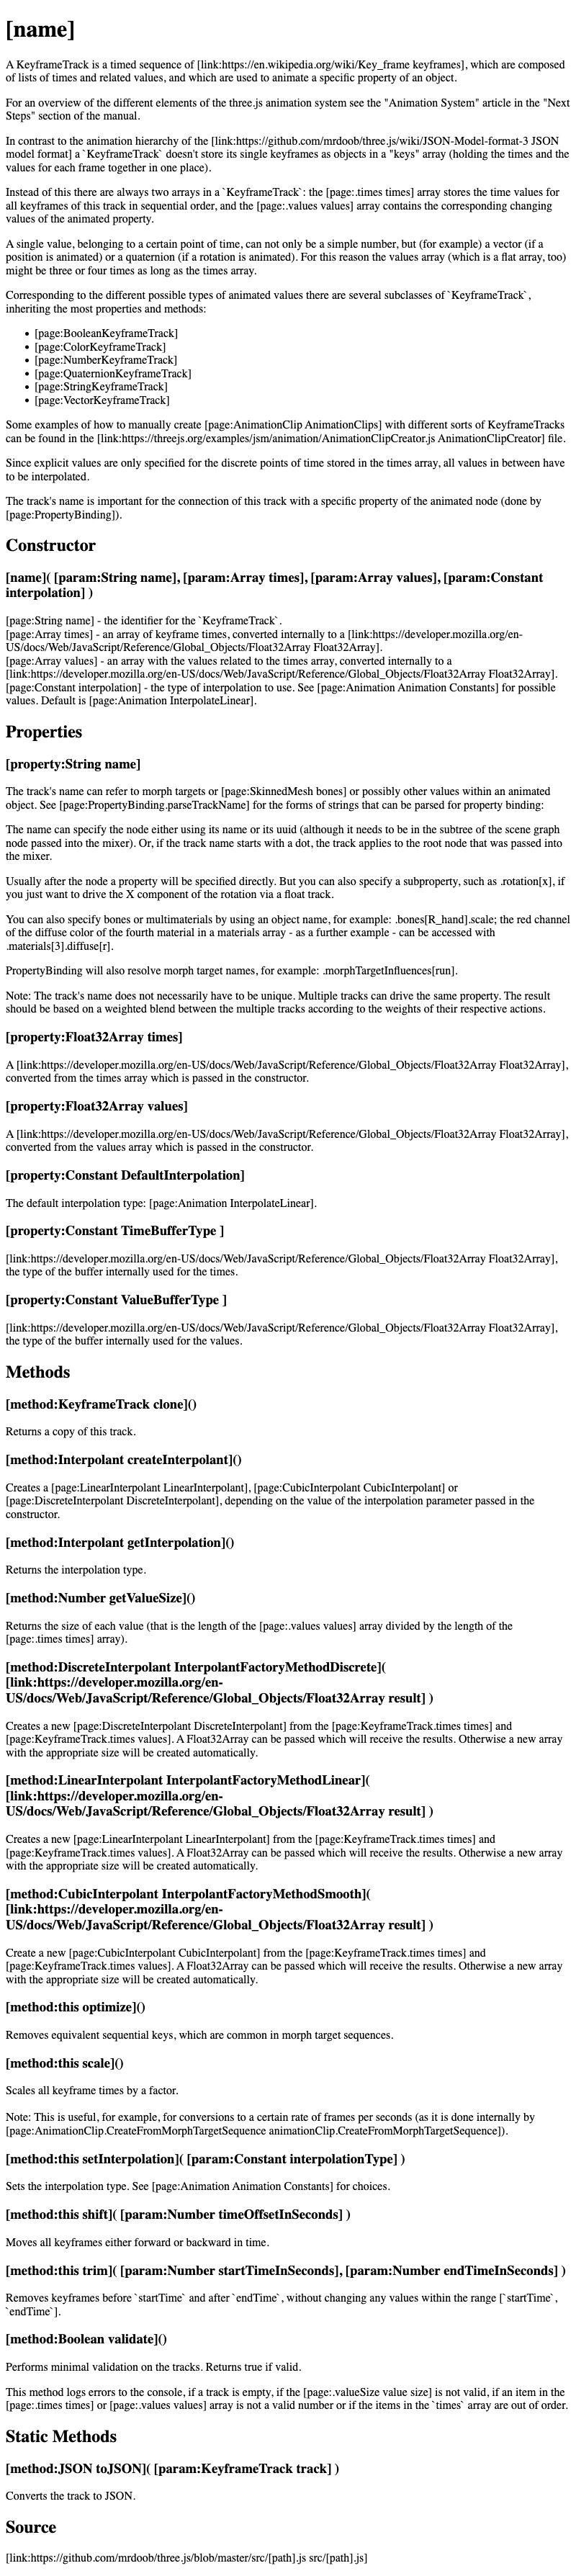 [name]
A KeyframeTrack is a timed sequence of [link:https://en.wikipedia.org/wiki/Key_frame keyframes], which are composed
of lists of times and related values, and which are used to animate a specific property of an object.
For an overview of the different elements of the three.js animation system see the "Animation System" article in the "Next
Steps" section of the manual.
In contrast to the animation hierarchy of the [link:https://github.com/mrdoob/three.js/wiki/JSON-Model-format-3 JSON
model format] a `KeyframeTrack` doesn't store its single keyframes as objects in a "keys" array (holding the times and the
values for each frame together in one place).
Instead of this there are always two arrays in a `KeyframeTrack`: the [page:.times times] array stores the time values for
all keyframes of this track in sequential order, and the [page:.values values] array contains the corresponding changing
values of the animated property.
A single value, belonging to a certain point of time, can not only be a simple number, but (for example) a vector (if a
position is animated) or a quaternion (if a rotation is animated). For this reason the values array (which is a flat array, too)
might be three or four times as long as the times array.
Corresponding to the different possible types of animated values there are several subclasses of `KeyframeTrack`,
inheriting the most properties and methods:
• [page:BooleanKeyframeTrack]
• [page:ColorKeyframeTrack]
• [page:NumberKeyframeTrack]
• [page:QuaternionKeyframeTrack]
• [page:StringKeyframeTrack]
• [page:VectorKeyframeTrack]
Some examples of how to manually create [page:AnimationClip AnimationClips] with different sorts of KeyframeTracks
can be found in the [link:https://threejs.org/examples/jsm/animation/AnimationClipCreator.js AnimationClipCreator] file.
Since explicit values are only specified for the discrete points of time stored in the times array, all values in between have
to be interpolated.
The track's name is important for the connection of this track with a specific property of the animated node (done by
[page:PropertyBinding]).
Constructor
[name]( [param:String name], [param:Array times], [param:Array values], [param:Constant
interpolation] )
[page:String name] - the identifier for the `KeyframeTrack`.
[page:Array times] - an array of keyframe times, converted internally to a [link:https://developer.mozilla.org/en-
US/docs/Web/JavaScript/Reference/Global_Objects/Float32Array Float32Array].
[page:Array values] - an array with the values related to the times array, converted internally to a
[link:https://developer.mozilla.org/en-US/docs/Web/JavaScript/Reference/Global_Objects/Float32Array Float32Array].
[page:Constant interpolation] - the type of interpolation to use. See [page:Animation Animation Constants] for possible
values. Default is [page:Animation InterpolateLinear].
Properties
[property:String name]
The track's name can refer to morph targets or [page:SkinnedMesh bones] or possibly other values within an animated
object. See [page:PropertyBinding.parseTrackName] for the forms of strings that can be parsed for property binding:
The name can specify the node either using its name or its uuid (although it needs to be in the subtree of the scene graph
node passed into the mixer). Or, if the track name starts with a dot, the track applies to the root node that was passed into
the mixer.
Usually after the node a property will be specified directly. But you can also specify a subproperty, such as .rotation[x], if
you just want to drive the X component of the rotation via a float track.
You can also specify bones or multimaterials by using an object name, for example: .bones[R_hand].scale; the red channel
of the diffuse color of the fourth material in a materials array - as a further example - can be accessed with
.materials[3].diffuse[r].
PropertyBinding will also resolve morph target names, for example: .morphTargetInfluences[run].
Note: The track's name does not necessarily have to be unique. Multiple tracks can drive the same property. The result
should be based on a weighted blend between the multiple tracks according to the weights of their respective actions.
[property:Float32Array times]
A [link:https://developer.mozilla.org/en-US/docs/Web/JavaScript/Reference/Global_Objects/Float32Array Float32Array],
converted from the times array which is passed in the constructor.
[property:Float32Array values]
A [link:https://developer.mozilla.org/en-US/docs/Web/JavaScript/Reference/Global_Objects/Float32Array Float32Array],
converted from the values array which is passed in the constructor.
[property:Constant DefaultInterpolation]
The default interpolation type: [page:Animation InterpolateLinear].
[property:Constant TimeBufferType ]
[link:https://developer.mozilla.org/en-US/docs/Web/JavaScript/Reference/Global_Objects/Float32Array Float32Array],
the type of the buffer internally used for the times.
[property:Constant ValueBufferType ]
[link:https://developer.mozilla.org/en-US/docs/Web/JavaScript/Reference/Global_Objects/Float32Array Float32Array],
the type of the buffer internally used for the values.
Methods
[method:KeyframeTrack clone]()
Returns a copy of this track.
[method:Interpolant createInterpolant]()
Creates a [page:LinearInterpolant LinearInterpolant], [page:CubicInterpolant CubicInterpolant] or
[page:DiscreteInterpolant DiscreteInterpolant], depending on the value of the interpolation parameter passed in the
constructor.
[method:Interpolant getInterpolation]()
Returns the interpolation type.
[method:Number getValueSize]()
Returns the size of each value (that is the length of the [page:.values values] array divided by the length of the
[page:.times times] array).
[method:DiscreteInterpolant InterpolantFactoryMethodDiscrete](
[link:https://developer.mozilla.org/en-
US/docs/Web/JavaScript/Reference/Global_Objects/Float32Array result] )
Creates a new [page:DiscreteInterpolant DiscreteInterpolant] from the [page:KeyframeTrack.times times] and
[page:KeyframeTrack.times values]. A Float32Array can be passed which will receive the results. Otherwise a new array
with the appropriate size will be created automatically.
[method:LinearInterpolant InterpolantFactoryMethodLinear](
[link:https://developer.mozilla.org/en-
US/docs/Web/JavaScript/Reference/Global_Objects/Float32Array result] )
Creates a new [page:LinearInterpolant LinearInterpolant] from the [page:KeyframeTrack.times times] and
[page:KeyframeTrack.times values]. A Float32Array can be passed which will receive the results. Otherwise a new array
with the appropriate size will be created automatically.
[method:CubicInterpolant InterpolantFactoryMethodSmooth](
[link:https://developer.mozilla.org/en-
US/docs/Web/JavaScript/Reference/Global_Objects/Float32Array result] )
Create a new [page:CubicInterpolant CubicInterpolant] from the [page:KeyframeTrack.times times] and
[page:KeyframeTrack.times values]. A Float32Array can be passed which will receive the results. Otherwise a new array
with the appropriate size will be created automatically.
[method:this optimize]()
Removes equivalent sequential keys, which are common in morph target sequences.
[method:this scale]()
Scales all keyframe times by a factor.
Note: This is useful, for example, for conversions to a certain rate of frames per seconds (as it is done internally by
[page:AnimationClip.CreateFromMorphTargetSequence animationClip.CreateFromMorphTargetSequence]).
[method:this setInterpolation]( [param:Constant interpolationType] )
Sets the interpolation type. See [page:Animation Animation Constants] for choices.
[method:this shift]( [param:Number timeOffsetInSeconds] )
Moves all keyframes either forward or backward in time.
[method:this trim]( [param:Number startTimeInSeconds], [param:Number endTimeInSeconds] )
Removes keyframes before `startTime` and after `endTime`, without changing any values within the range [`startTime`,
`endTime`].
[method:Boolean validate]()
Performs minimal validation on the tracks. Returns true if valid.
This method logs errors to the console, if a track is empty, if the [page:.valueSize value size] is not valid, if an item in the
[page:.times times] or [page:.values values] array is not a valid number or if the items in the `times` array are out of order.
Static Methods
[method:JSON toJSON]( [param:KeyframeTrack track] )
Converts the track to JSON.
Source
[link:https://github.com/mrdoob/three.js/blob/master/src/[path].js src/[path].js]